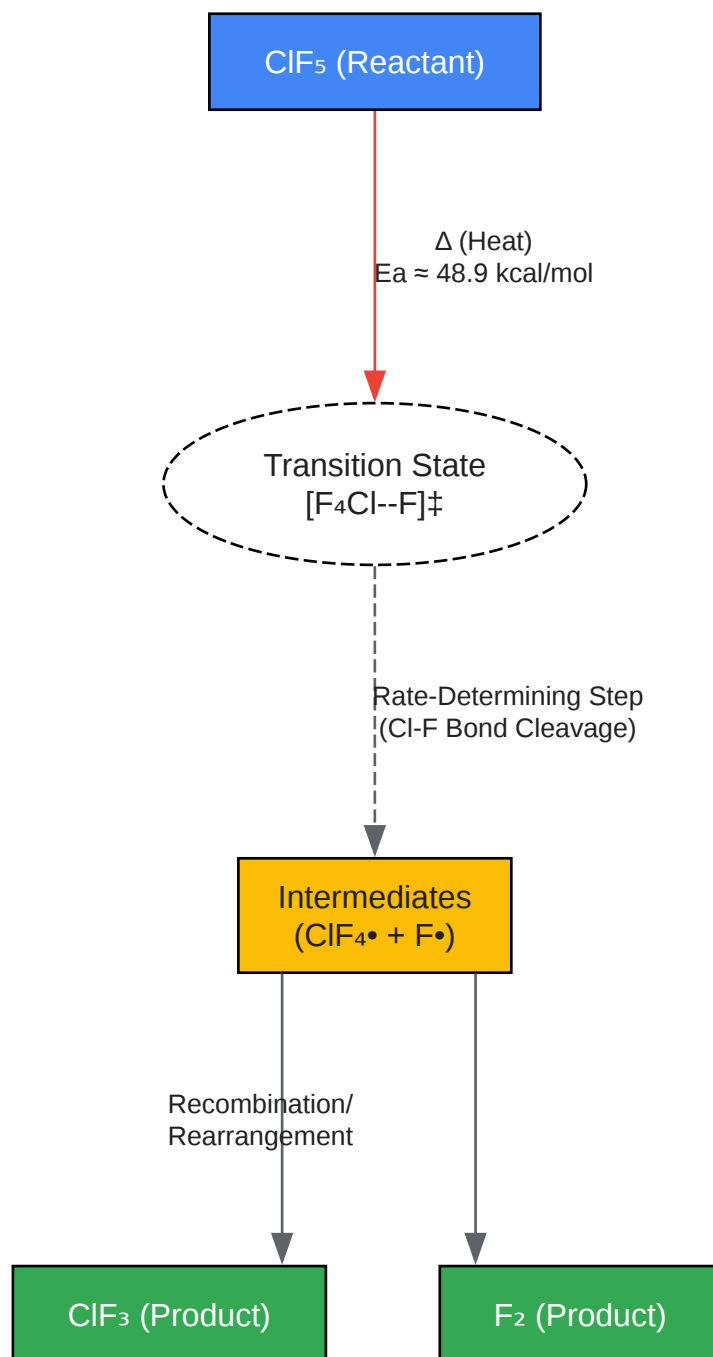 ClF₅ (Reactant)
Δ (Heat)
Ea ≈ 48.9 kcal/mol
Transition State
[F₄Cl--F]‡
Rate-Determining Step
(Cl-F Bond Cleavage)
Intermediates
(ClF₄• + F•)
Recombination/
Rearrangement
ClF₃ (Product)
F₂ (Product)